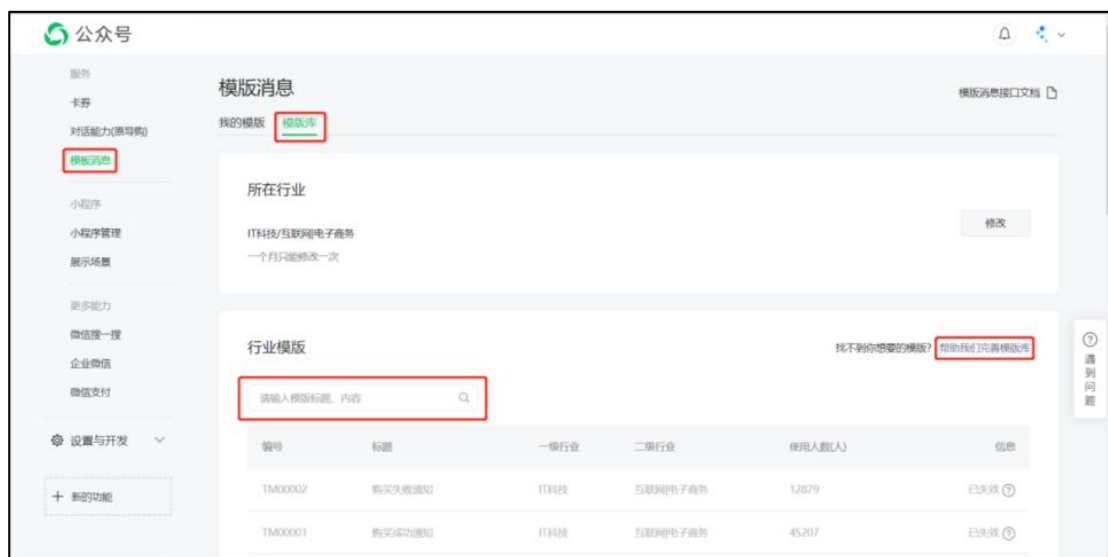 公众号
服务
卡券
对话能力(原导购)
模板消息
小程序
小程序管理
展示场景
更多能力
微信搜一搜
企业微信
微信支付
设置与开发
新的功能
模版消息
模版消息接口文档
我的模版 模版库
所在行业
IT科技/互联网|电子商务
修改
一个月只能修改一次
行业模版
找不到你想要的模版? 帮助我们完善模版库
请输入模版标题、内容
编号 标题 一级行业 二级行业 使用人数(人) 信息
TM00002 购买失败通知 IT科技 互联网|电子商务 12879 已失效
TM00001 购买成功通知 IT科技 互联网|电子商务 45207 已失效
遇到问题